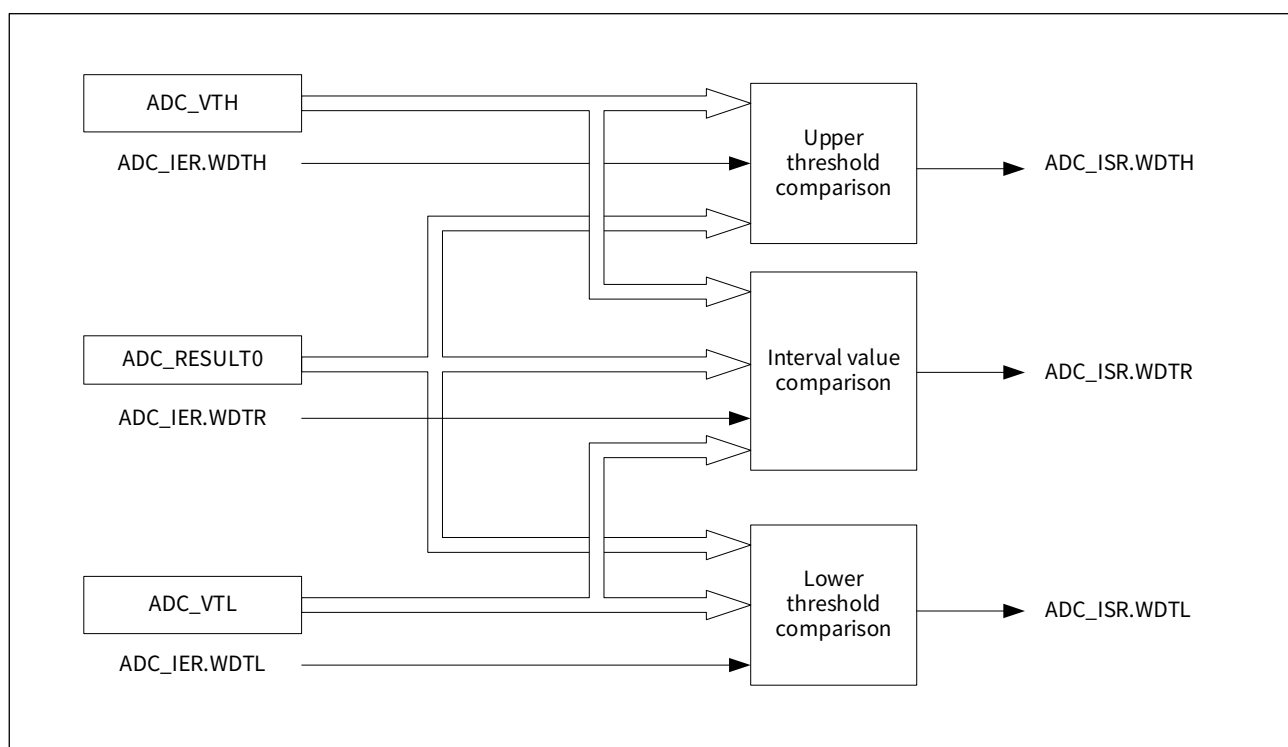 ADC_VTH
ADC_IER.WDTH
Upper
threshold
comparison
ADC_ISR.WDTH
ADC_RESULT0
ADC_IER.WDTR
Interval value
comparison
ADC_ISR.WDTR
ADC_VTL
ADC_IER.WDTL
Lower
threshold
comparison
ADC_ISR.WDTL